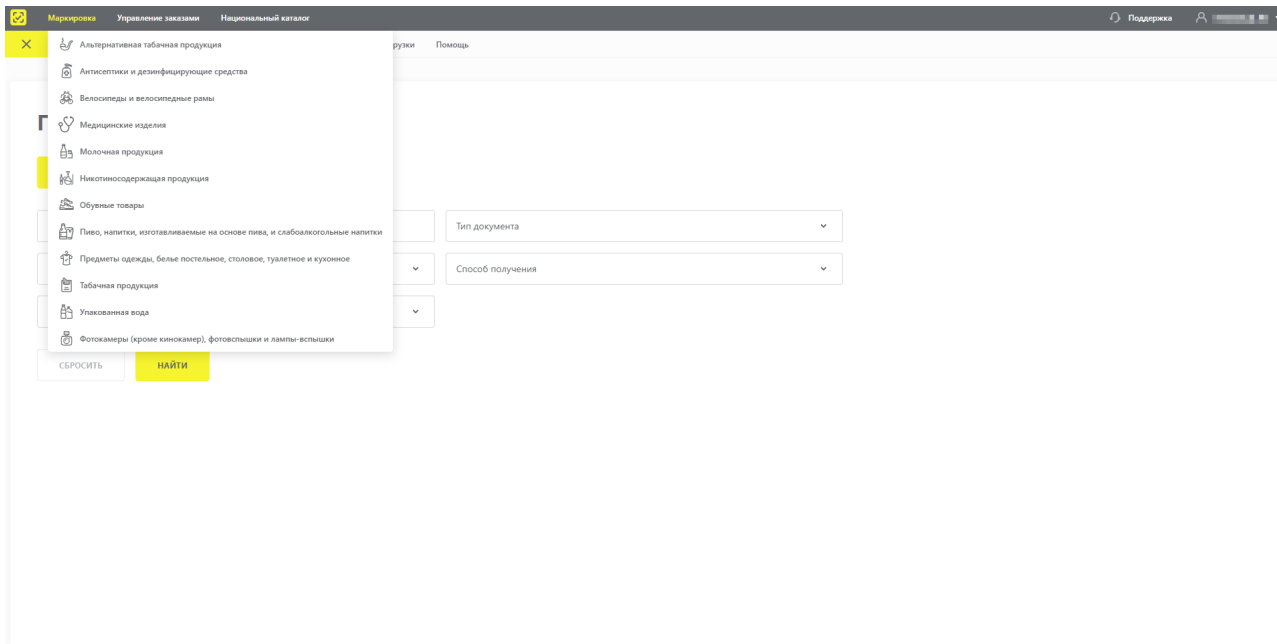 Маркировка Управление заказами Национальный каталог Поддержка
Помощь
Альтернативная табачная продукция
Антисептики и дезинфицирующие средства
Велосипеды и велосипедные рамы
Медицинские изделия
Молочная продукция
Никотиносодержащая продукция
Обувные товары
Пиво, напитки, изготавливаемые на основе пива, и слабоалкогольные напитки
Предметы одежды, белье постельное, столовое, туалетное и кухонное
Табачная продукция
Упакованная вода
Фотокамеры (кроме кинокамер), фотовспышки и лампы-вспышки
Тип документа
Способ получения
СБРОСИТЬ НАЙТИ